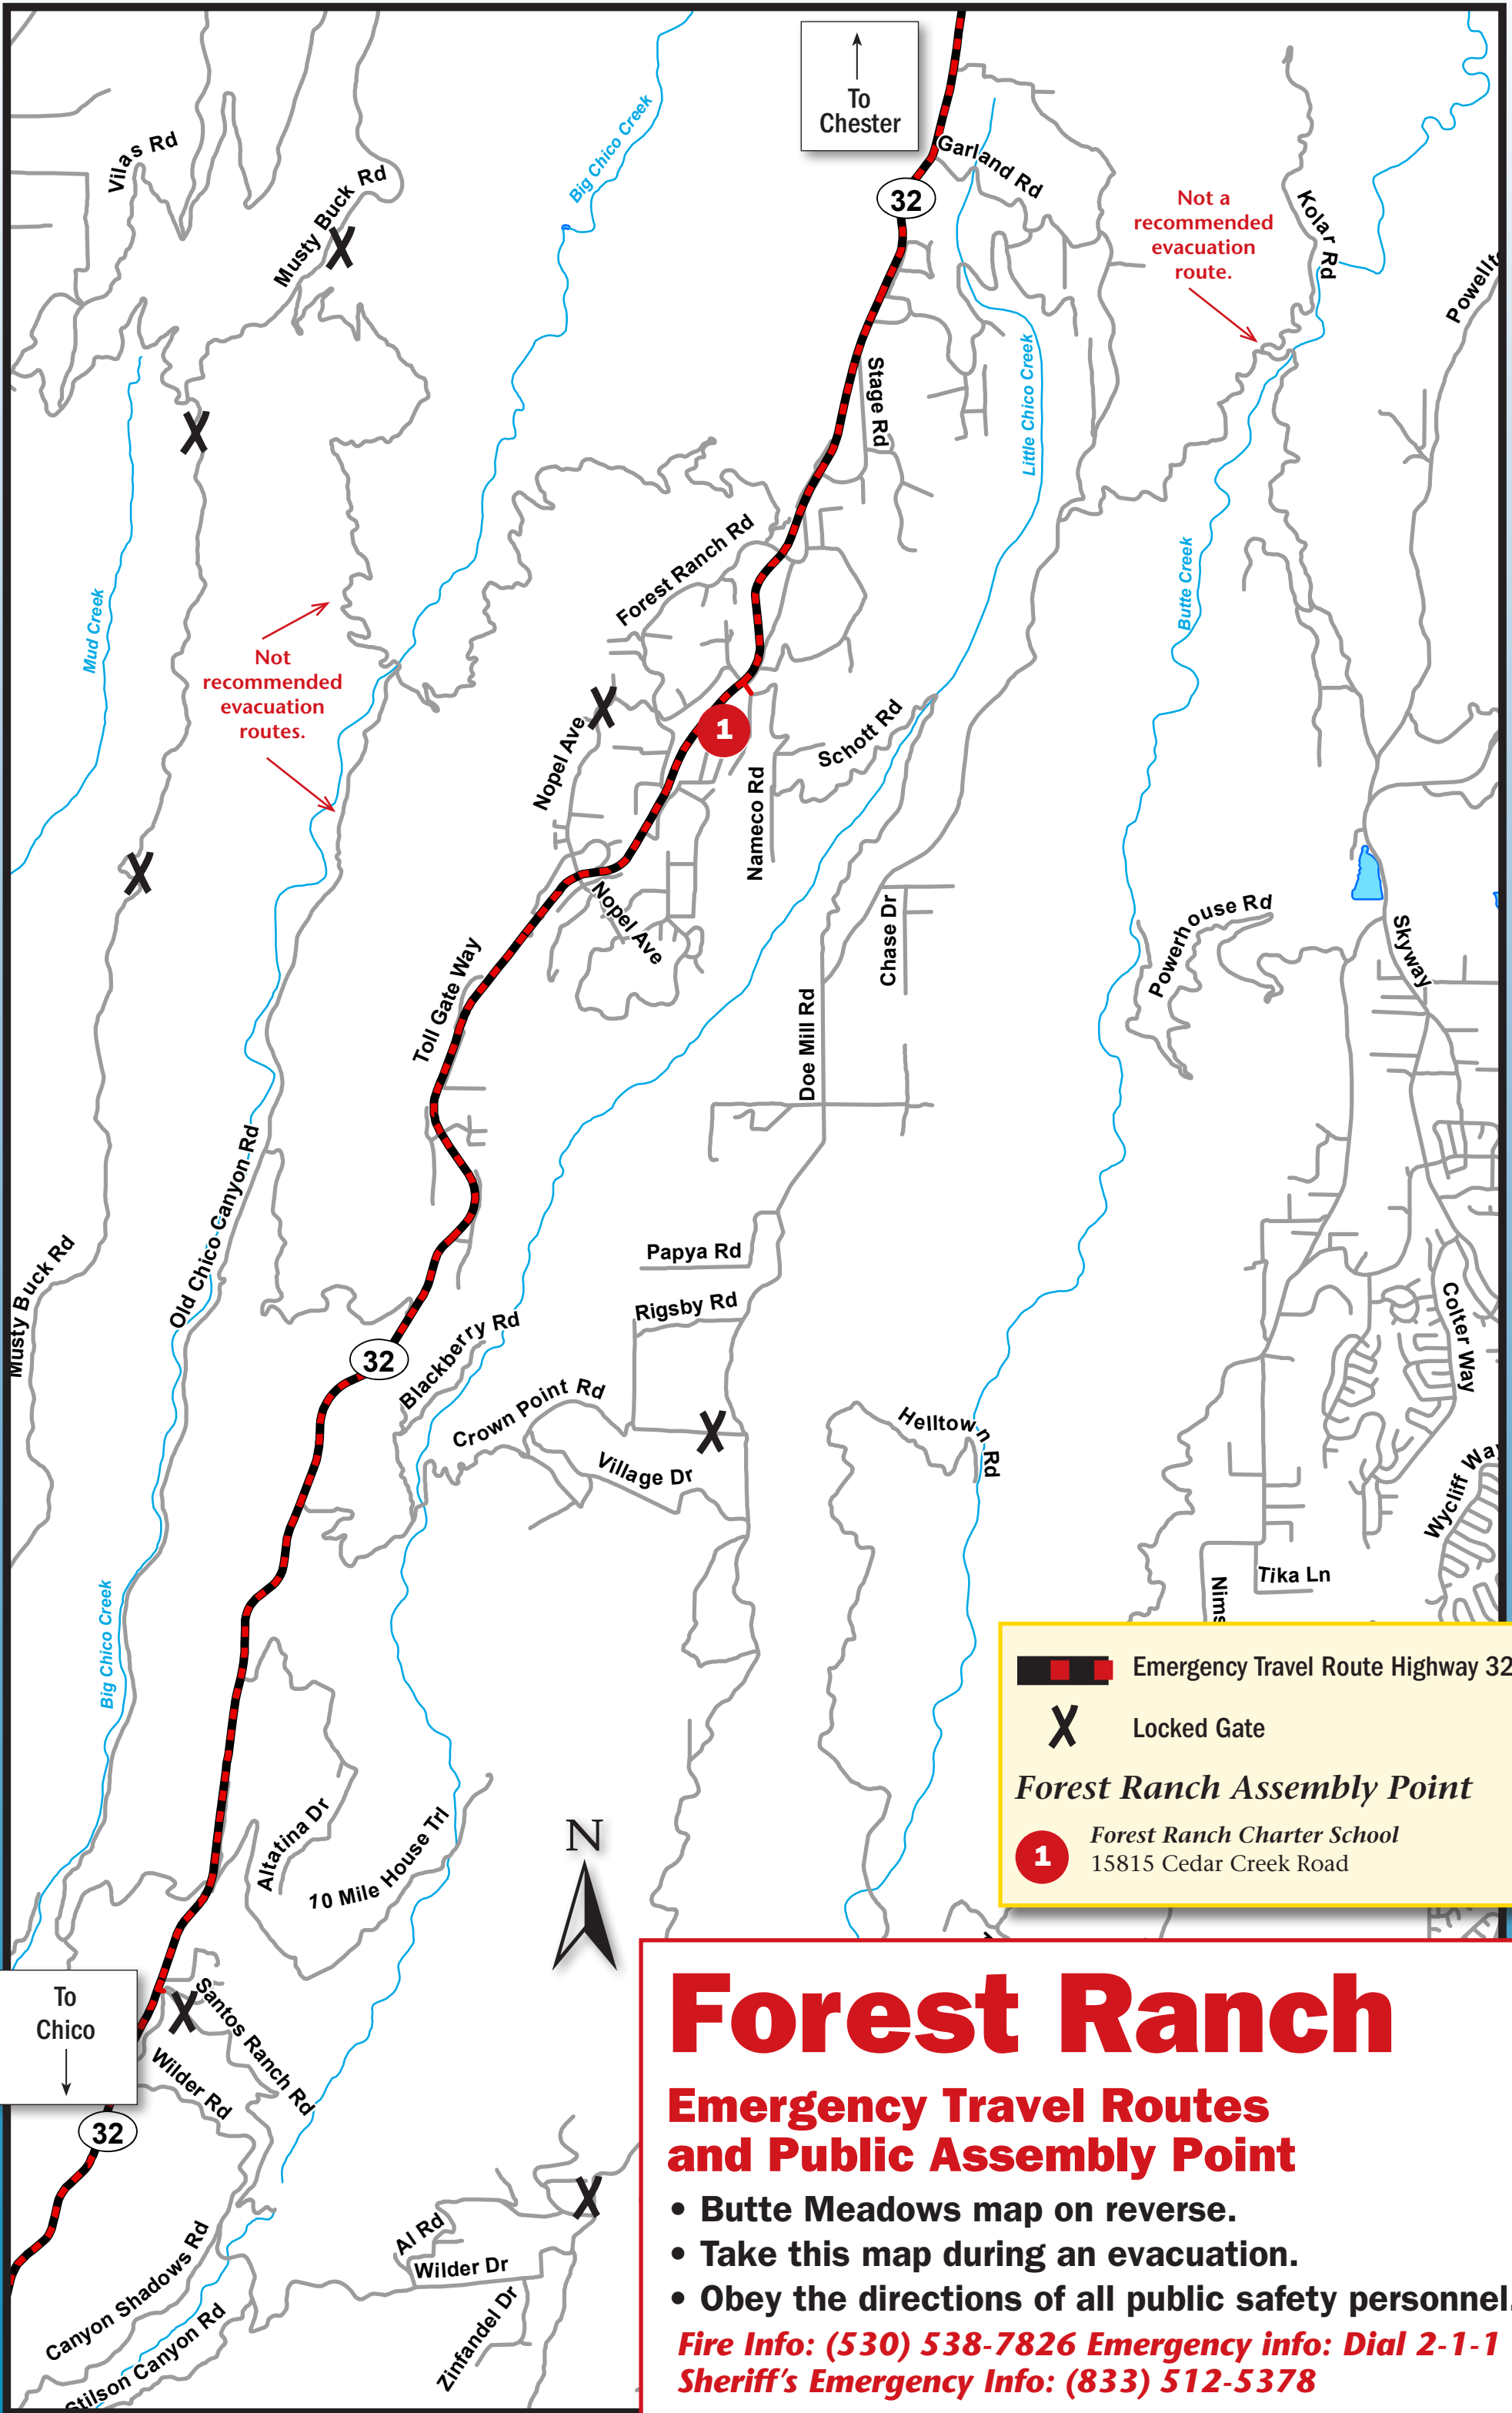 To
Chester
Garland Rd
32
Vilas Rd
Musty Buck Rd
Big Chico Creek
Not a
recommended
evacuation
route.
Kolar Rd
Stage Rd
Little Chico Creek
Forest Ranch Rd
Butte Creek
Mud Creek
Not
recommended
evacuation
routes.
Nopel Ave
1
Schott Rd
Nameco Rd
Nopel Ave
Chase Dr
Powerhouse Rd
Skyway
Toll Gate Way
Doe Mill Rd
Old Chico Canyon Rd
Musty Buck Rd
Papya Rd
Rigsby Rd
32
Blackberry Rd
Crown Point Rd
Village Dr
Helltown Rd
Colter Way
Wycliff Way
Tika Ln
Nims
Big Chico Creek
Emergency Travel Route Highway 32
Locked Gate
Forest Ranch Assembly Point
1
Forest Ranch Charter School
15815 Cedar Creek Road
Altatina Dr
10 Mile House Trl
N
To
Chico
Santos Ranch Rd
Wilder Rd
32
Canyon Shadows Rd
Stilson Canyon Rd
Al Rd
Wilder Dr
Zinfandel Dr
Forest Ranch
Emergency Travel Routes
and Public Assembly Point
• Butte Meadows map on reverse.
• Take this map during an evacuation.
• Obey the directions of all public safety personnel.
Fire Info: (530) 538-7826 Emergency info: Dial 2-1-1
Sheriff's Emergency Info: (833) 512-5378